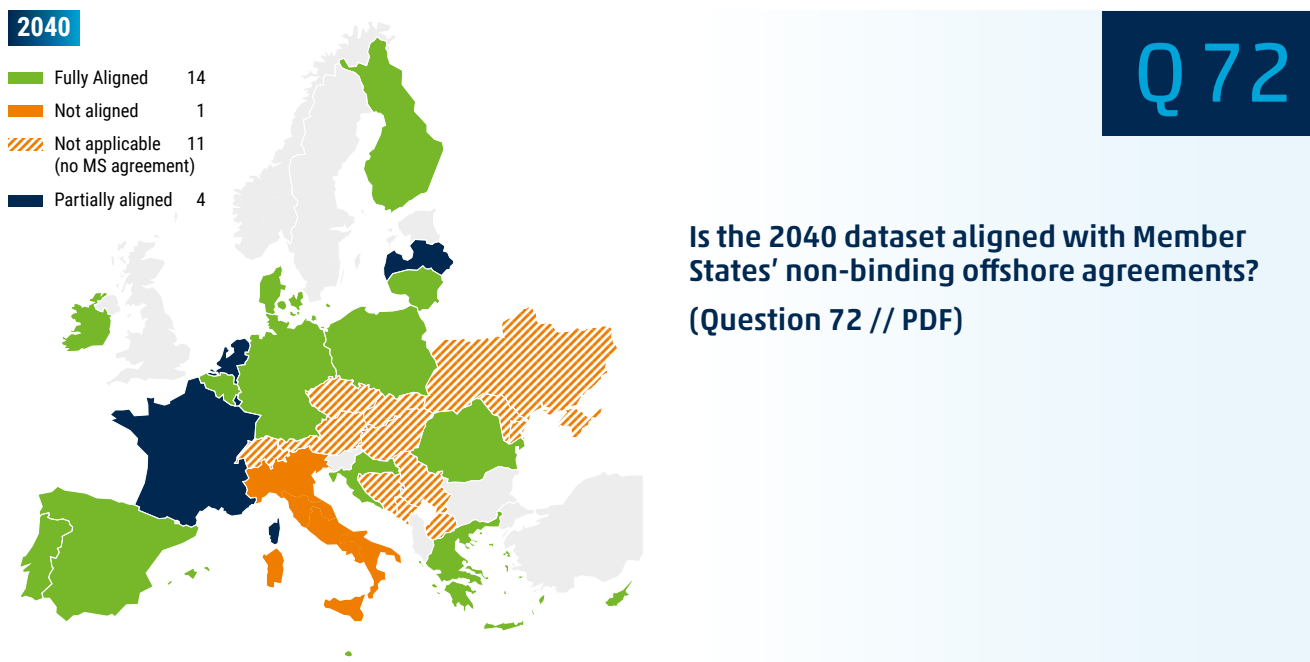 2040
Fully Aligned 14
Not aligned 1
Not applicable 11
(no MS agreement)
Partially aligned 4
Q 72
Is the 2040 dataset aligned with Member
States’ non-binding offshore agreements?
(Question 72 // PDF)